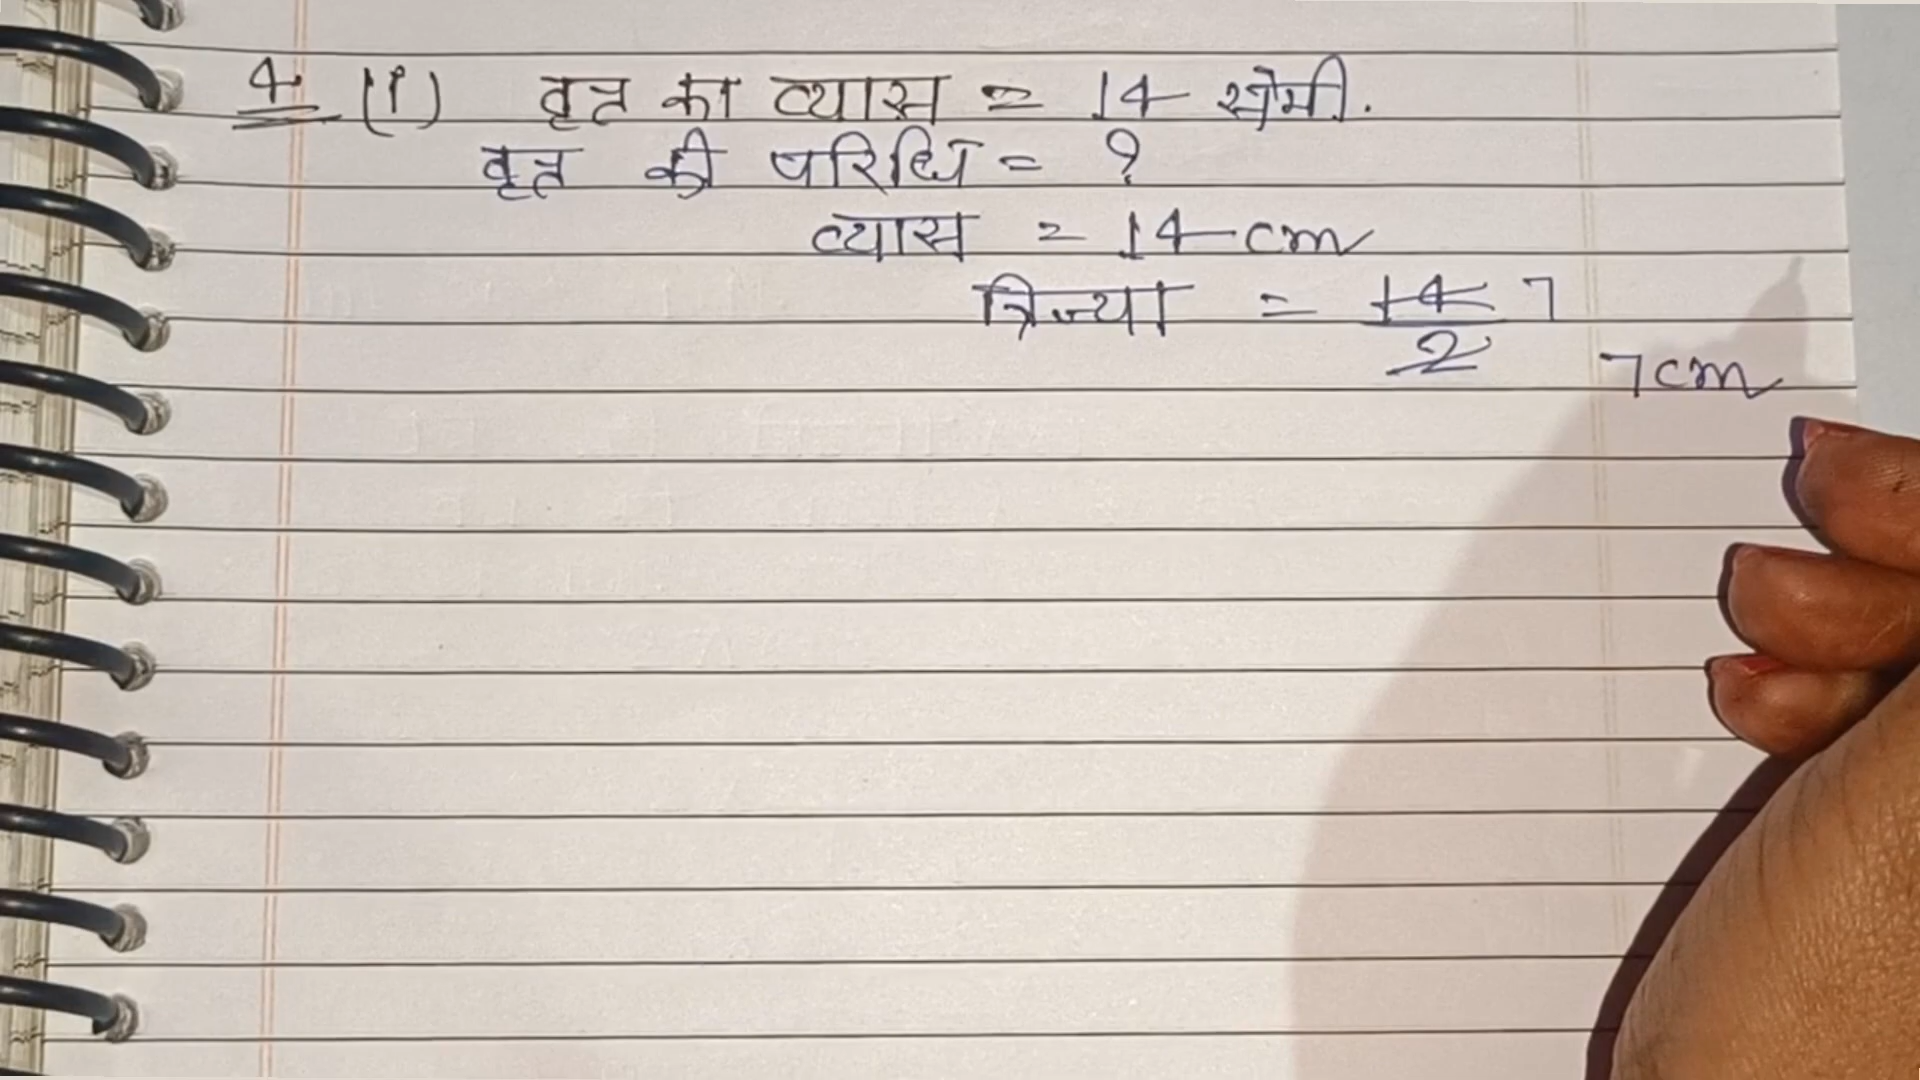 4 (i) वृत का व्यास = 14 सेमी.
वृत की परिधि = ?
व्यास = 14 cm
त्रिज्या = 14/2 7
7cm